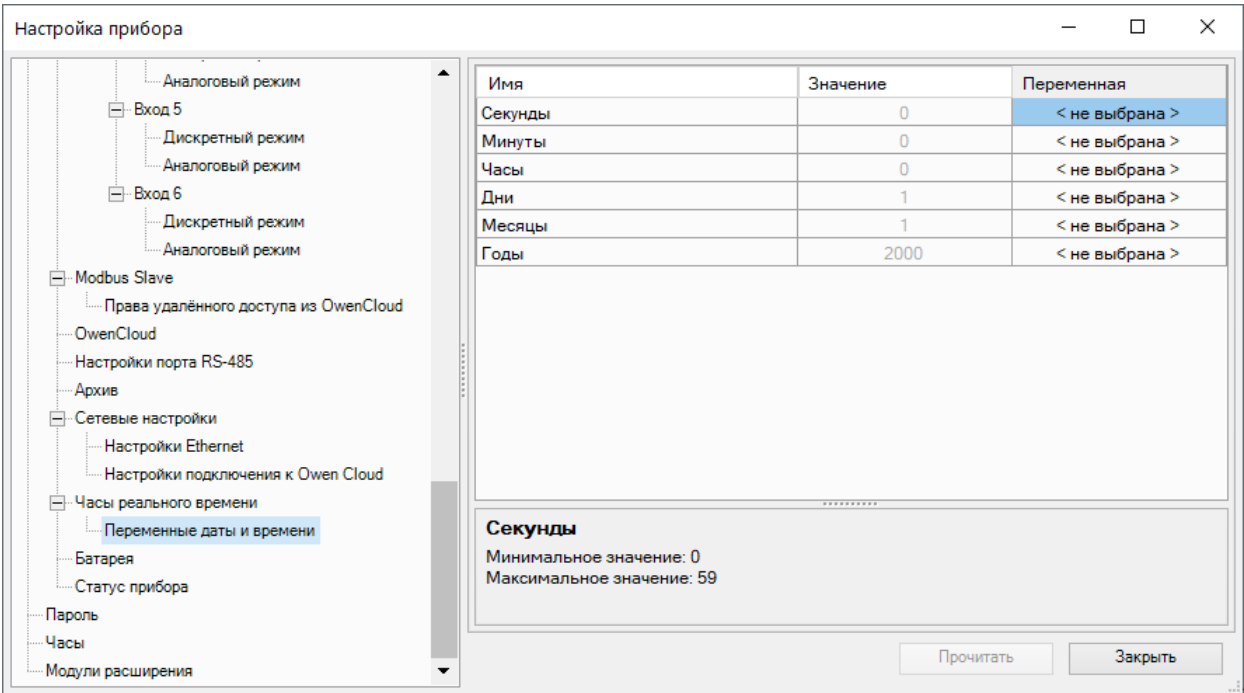 Настройка прибора
Аналоговый режим
Вход 5
Дискретный режим
Аналоговый режим
Вход 6
Дискретный режим
Аналоговый режим
Modbus Slave
Права удалённого доступа из OwenCloud
OwenCloud
Настройки порта RS-485
Архив
Сетевые настройки
Настройки Ethernet
Настройки подключения к Owen Cloud
Часы реального времени
Переменные даты и времени
Батарея
Статус прибора
Пароль
Часы
Модули расширения
Имя Значение Переменная
Секунды 0 < не выбрана >
Минуты 0 < не выбрана >
Часы 0 < не выбрана >
Дни 1 < не выбрана >
Месяцы 1 < не выбрана >
Годы 2000 < не выбрана >
Секунды
Минимальное значение: 0
Максимальное значение: 59
Прочитать Закрыть